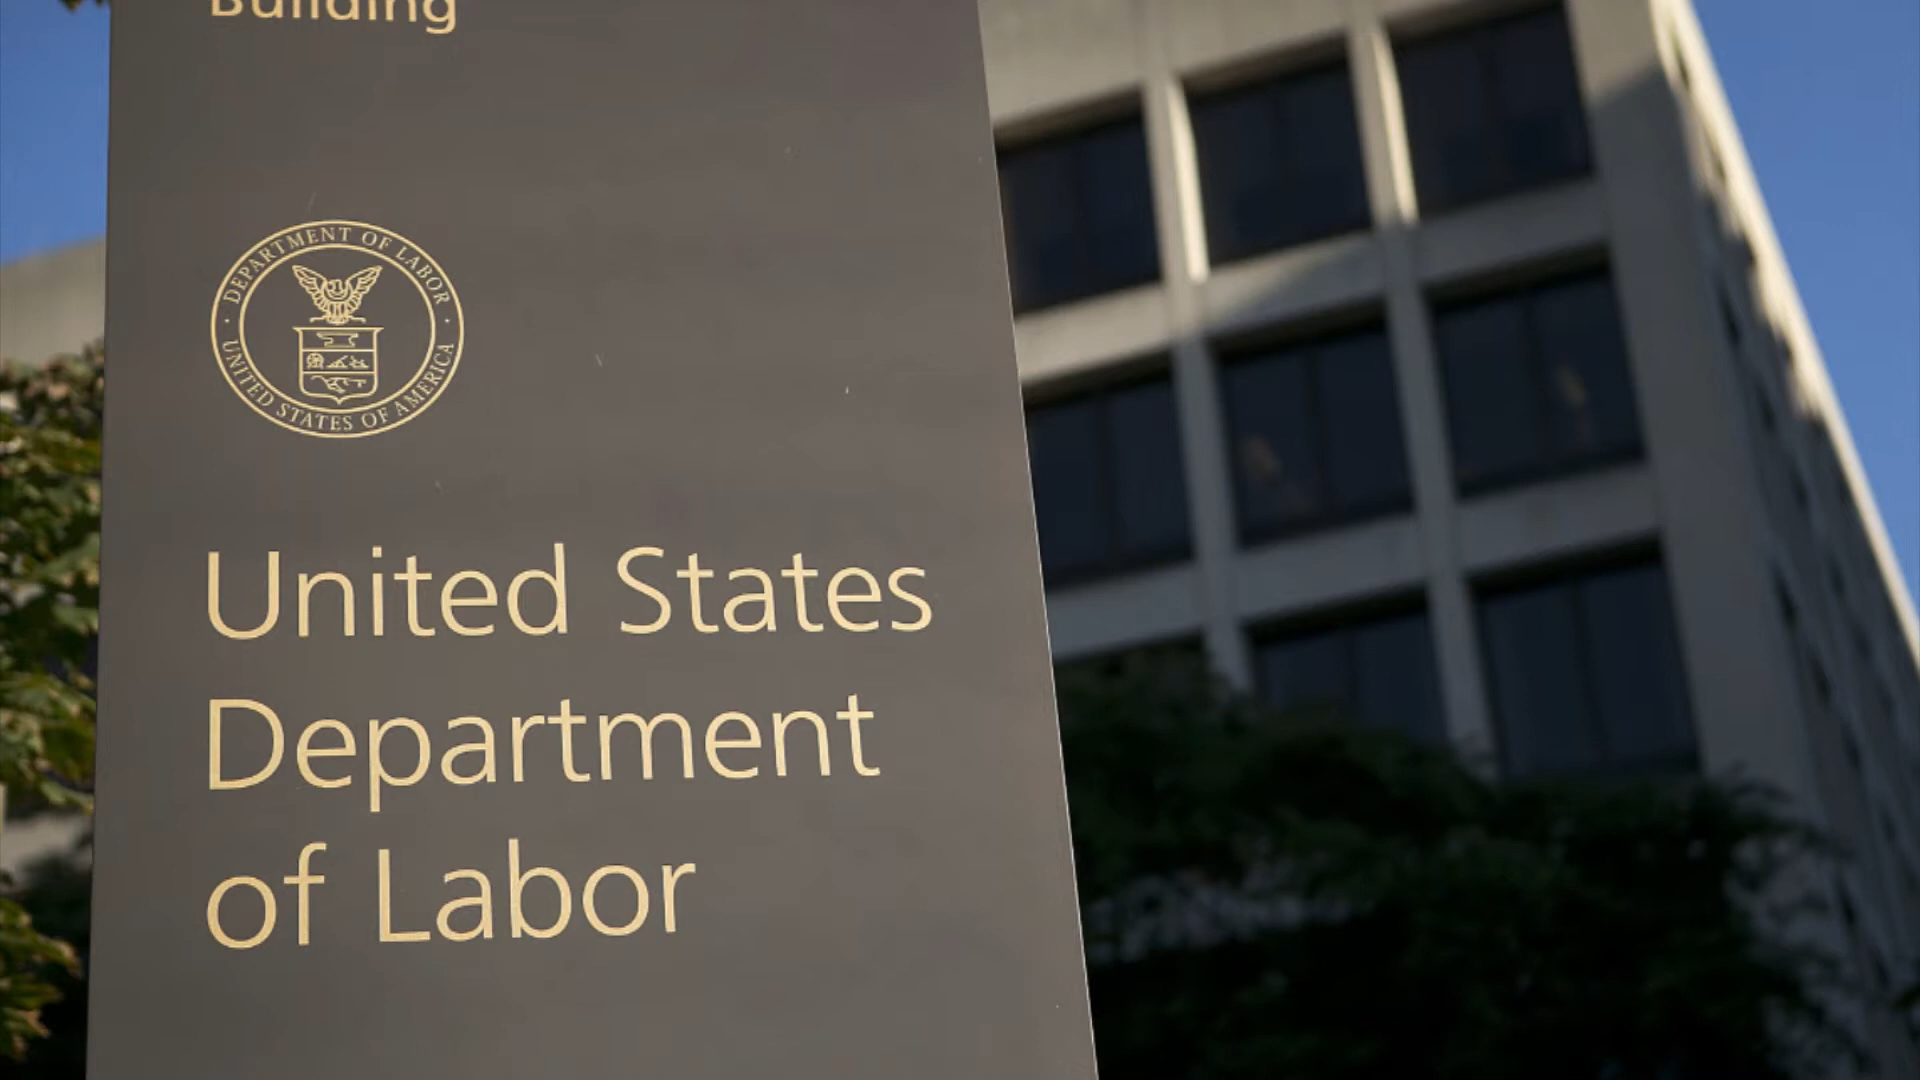 Building
DEPARTMENT OF LABOR
UNITED STATES OF AMERICA
United States
Department
of Labor